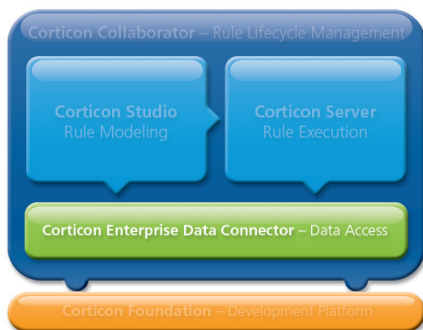 Corticon Collaborator – Rule Lifecycle Management
Corticon Studio
Rule Modeling
Corticon Server
Rule Execution
Corticon Enterprise Data Connector – Data Access
Corticon Foundation – Development Platform